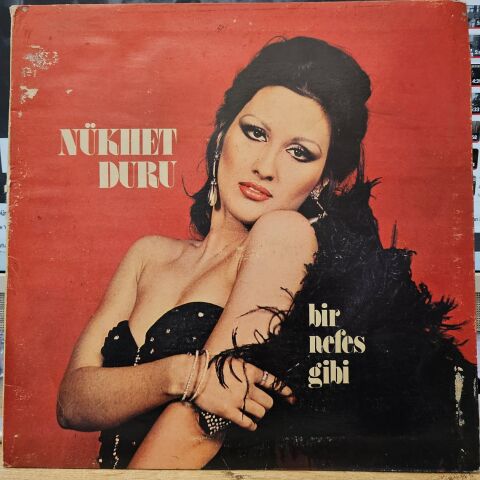 NÜKHET
DURU
bir
nefes
gibi